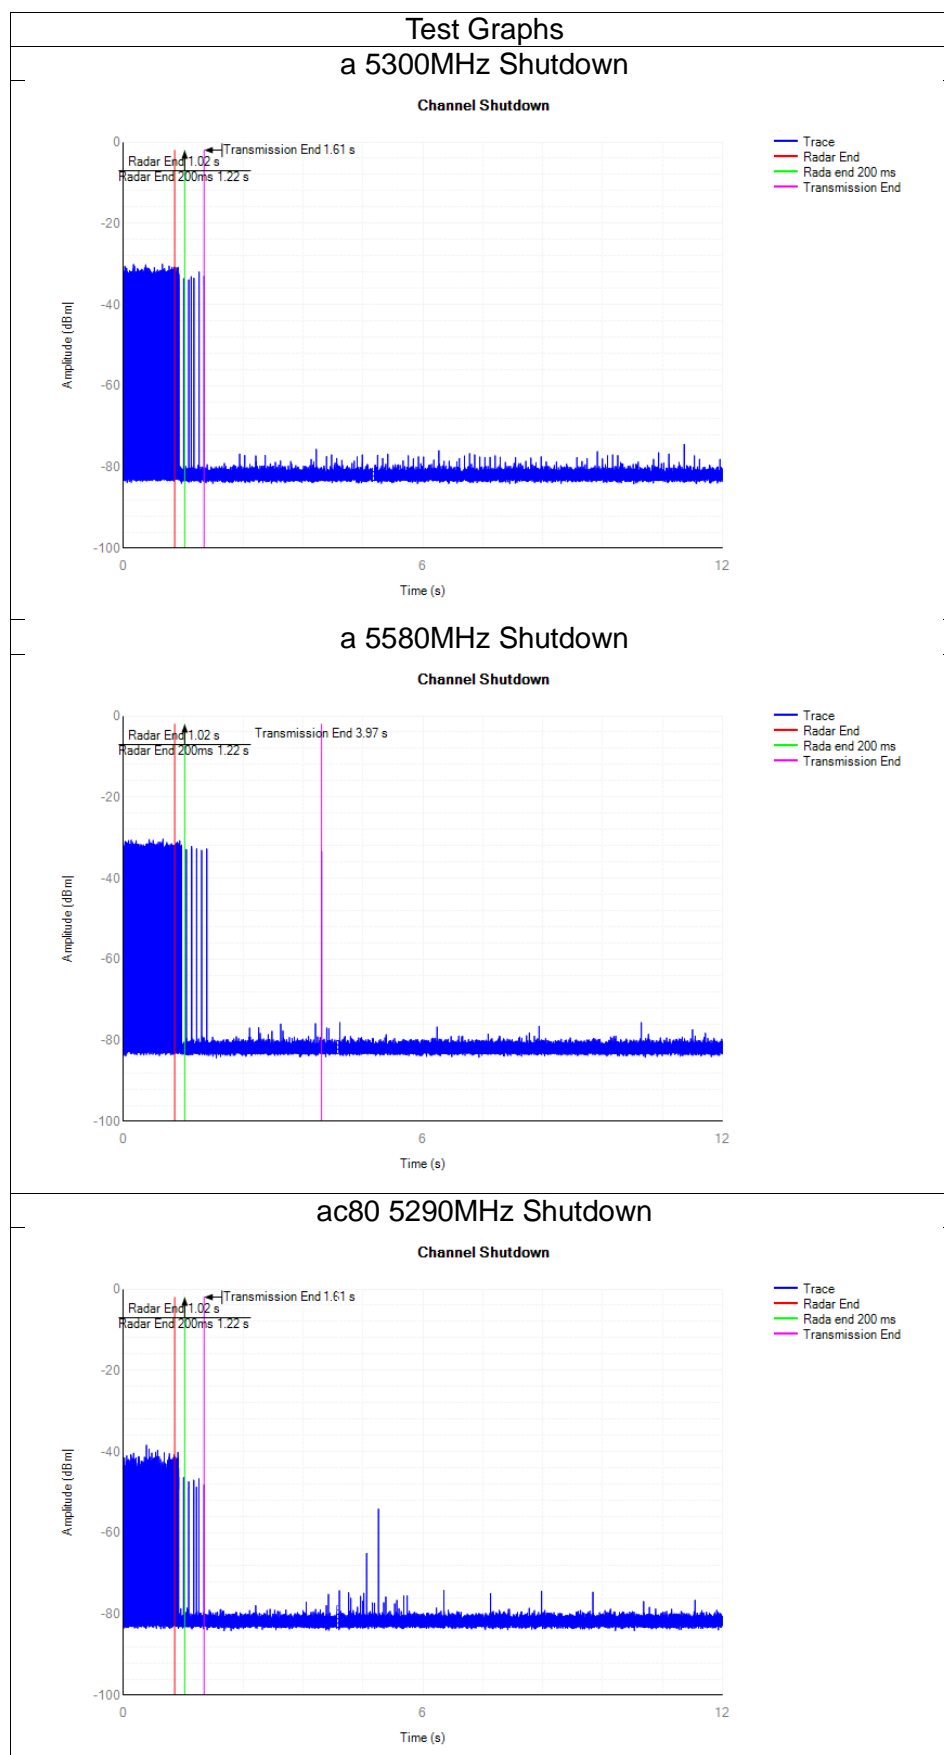 Test Graphs
a 5300MHz Shutdown
Channel Shutdown
Transmission End 1.61 s
Radar End 1.02 s
Radar End 200ms 1.22 s
Trace
Radar End
Rada end 200 ms
Transmission End
0
-20
-40
-60
-80
-100
Amplitude [dBm]
0 6 12
Time (s)
a 5580MHz Shutdown
Channel Shutdown
Radar End 1.02 s
Transmission End 3.97 s
Radar End 200ms 1.22 s
Trace
Radar End
Rada end 200 ms
Transmission End
0
-20
-40
-60
-80
-100
Amplitude [dBm]
0 6 12
Time (s)
ac80 5290MHz Shutdown
Channel Shutdown
Transmission End 1.61 s
Radar End 1.02 s
Radar End 200ms 1.22 s
Trace
Radar End
Rada end 200 ms
Transmission End
0
-20
-40
-60
-80
-100
Amplitude [dBm]
0 6 12
Time (s)